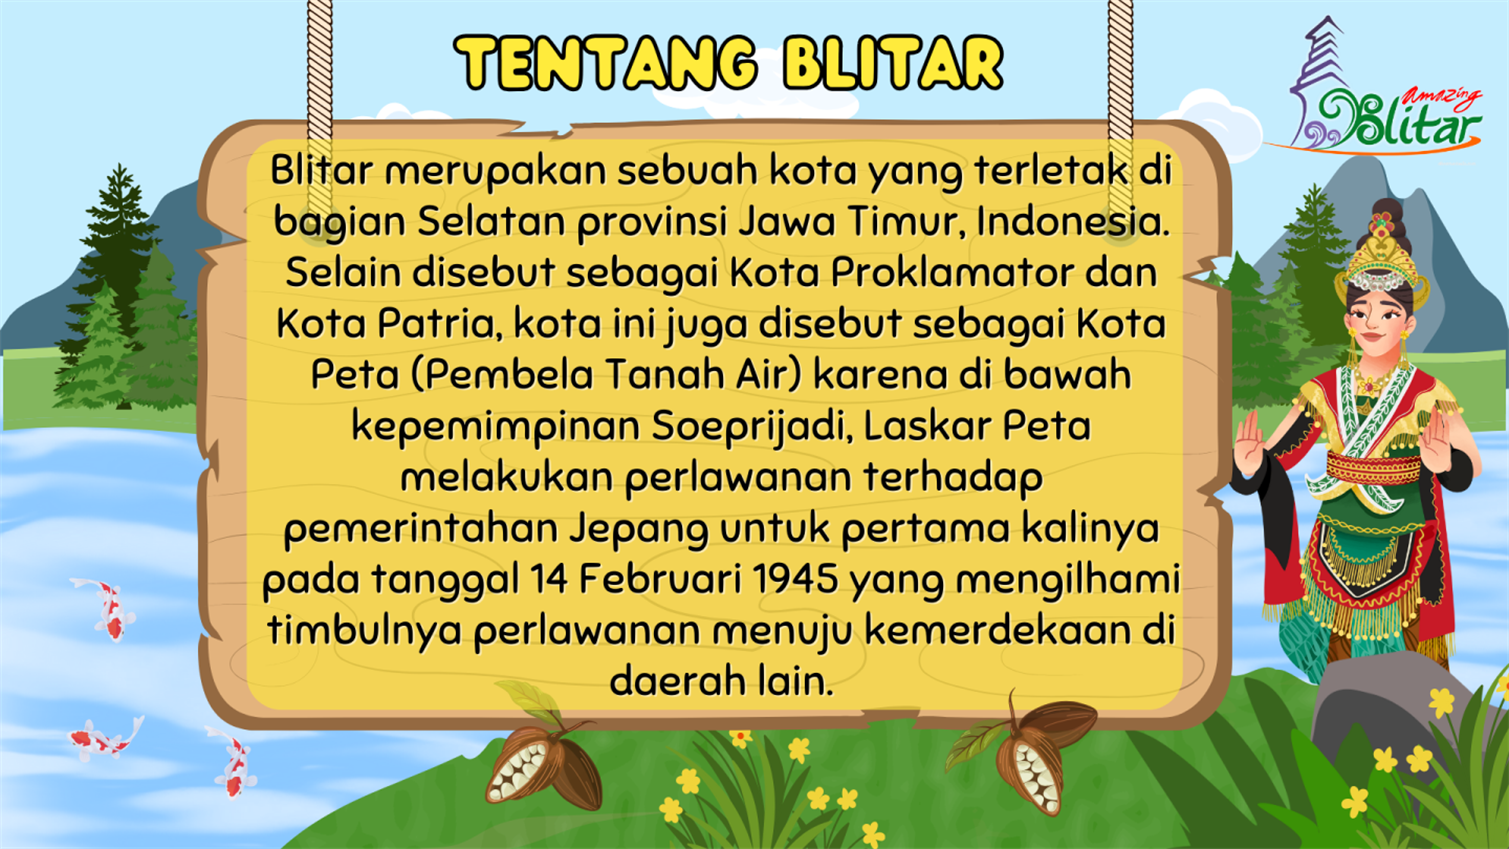 TENTANG BLITAR
Amazing
Blitar
Blitar merupakan sebuah kota yang terletak di
bagian Selatan provinsi Jawa Timur, Indonesia.
Selain disebut sebagai Kota Proklamator dan
Kota Patria, kota ini juga disebut sebagai Kota
Peta (Pembela Tanah Air) karena di bawah
kepemimpinan Soeprijadi, Laskar Peta
melakukan perlawanan terhadap
pemerintahan Jepang untuk pertama kalinya
pada tanggal 14 Februari 1945 yang mengilhami
timbulnya perlawanan menuju kemerdekaan di
daerah lain.